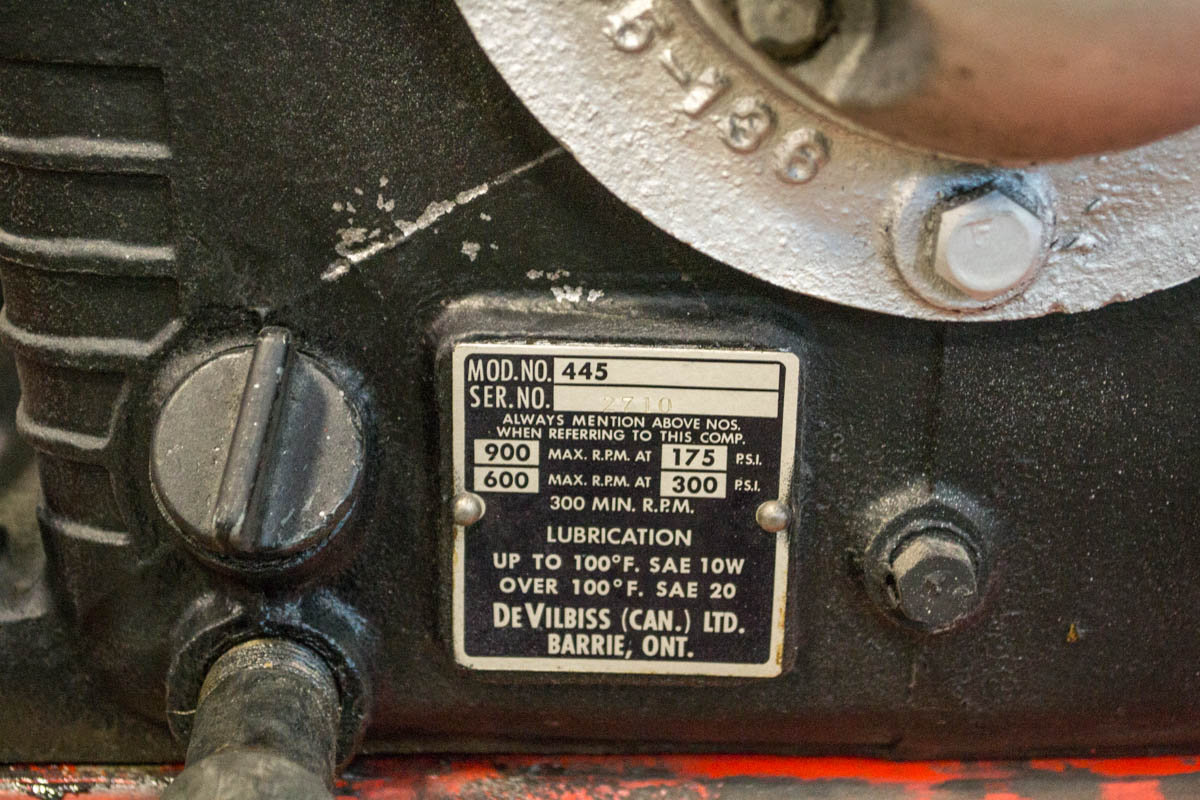 MOD. NO. 445
SER. NO. 2710
ALWAYS MENTION ABOVE NOS.
WHEN REFERRING TO THIS COMP.
900 MAX. R.P.M. AT 175 P.S.I.
600 MAX. R.P.M. AT 300 P.S.I.
300 MIN. R.P.M.
LUBRICATION
UP TO 100°F. SAE 10W
OVER 100°F. SAE 20
DEVILBISS (CAN.) LTD.
BARRIE, ONT.